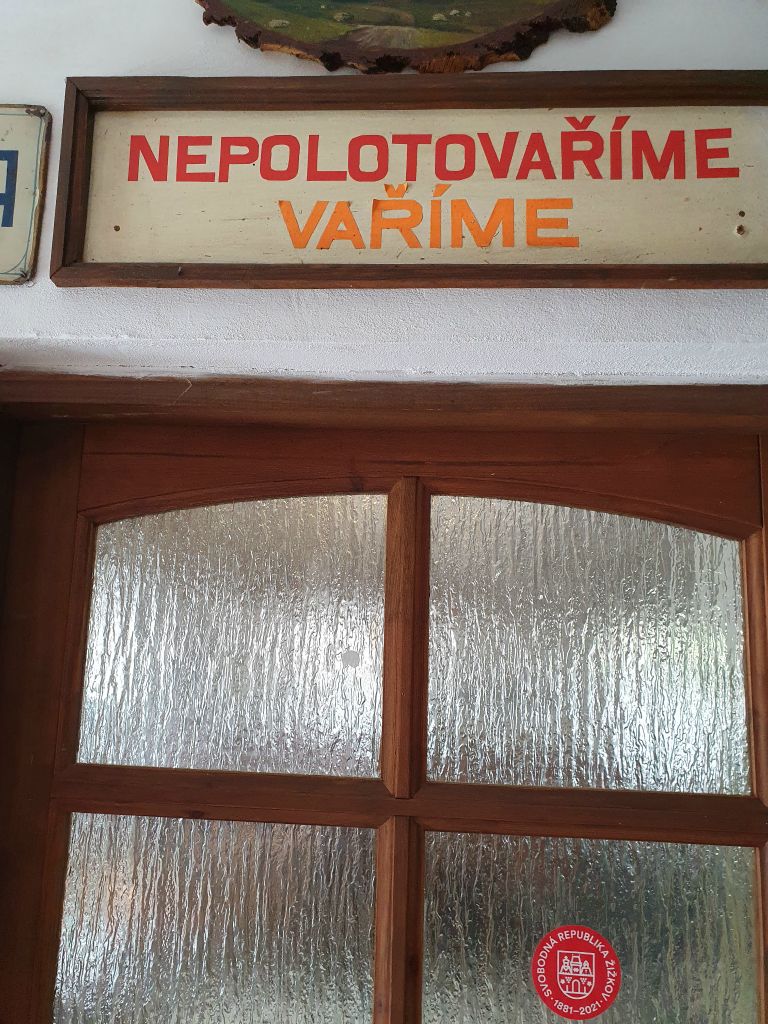 A
NEPOLOTOVAŘÍME
VAŘÍME
SVOBODNÁ REPUBLIKA ŽIŽKOV
·1881–2021·